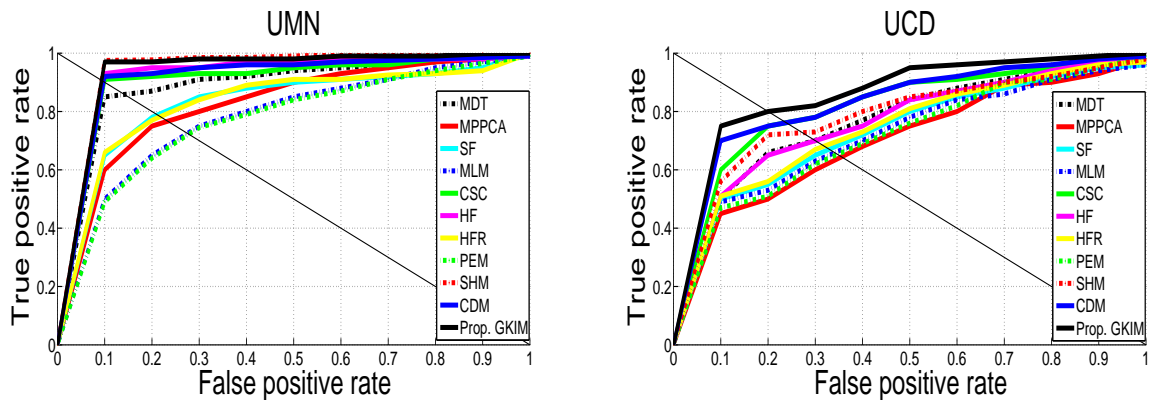 UMN
True positive rate
1
0.8
0.6
0.4
0.2
0
0 0.1 0.2 0.3 0.4 0.5 0.6 0.7 0.8 0.9 1
False positive rate
MDT
MPPCA
SF
MLM
CSC
HF
HFR
PEM
SHM
CDM
Prop. GKIM
UCD
True positive rate
1
0.8
0.6
0.4
0.2
0
0 0.1 0.2 0.3 0.4 0.5 0.6 0.7 0.8 0.9 1
False positive rate
MDT
MPPCA
SF
MLM
CSC
HF
HFR
PEM
SHM
CDM
Prop. GKIM